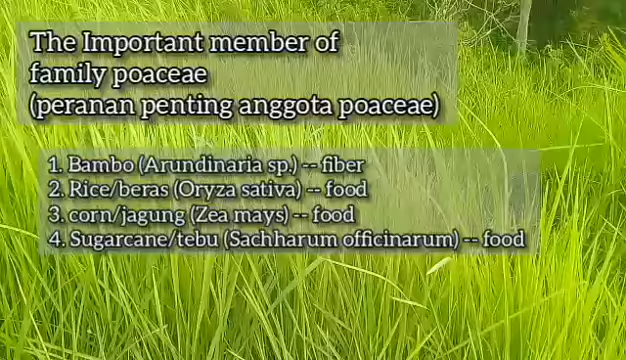 The Important member of
family poaceae
(peranan penting anggota poaceae)
1. Bambo (Arundinaria sp.) -- fiber
2. Rice/beras (Oryza sativa) -- food
3. corn/jagung (Zea mays) -- food
4. Sugarcane/tebu (Sachharum officinarum) -- food